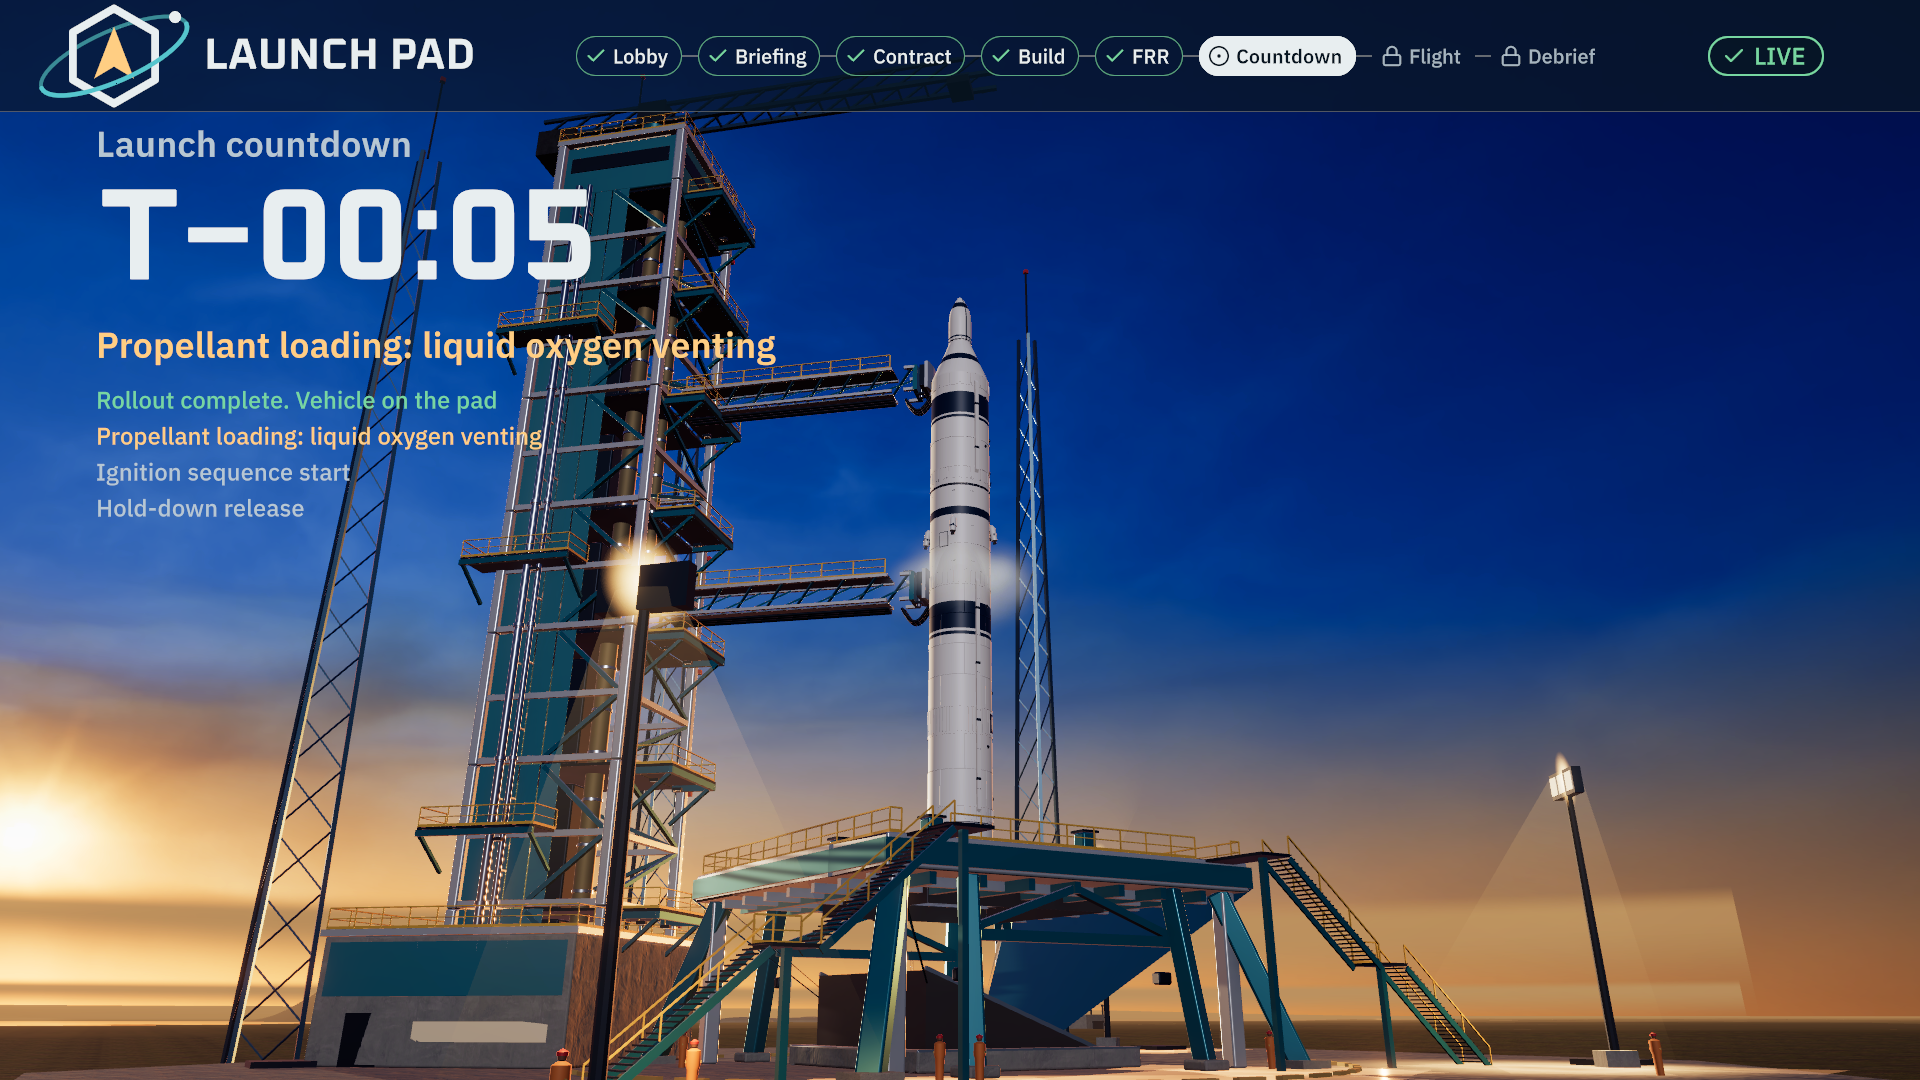 LAUNCH PAD
Lobby
Briefing
Contract
Build
FRR
Countdown
Flight
Debrief
LIVE
Launch countdown
T−00:05
Propellant loading: liquid oxygen venting
Rollout complete. Vehicle on the pad
Propellant loading: liquid oxygen venting
Ignition sequence start
Hold-down release